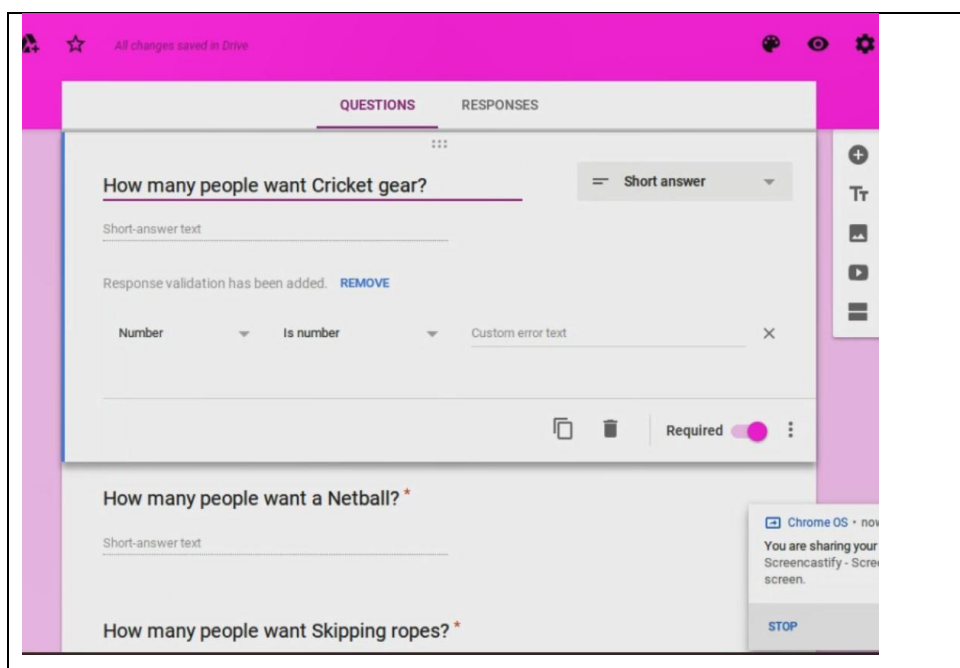 All changes saved in Drive
QUESTIONS RESPONSES
How many people want Cricket gear?
Short answer
Short-answer text
Response validation has been added. REMOVE
Number Is number Custom error text
Required
How many people want a Netball? *
Short-answer text
How many people want Skipping ropes? *
Chrome OS • now
You are sharing your
Screencastify - Scree
screen.
STOP